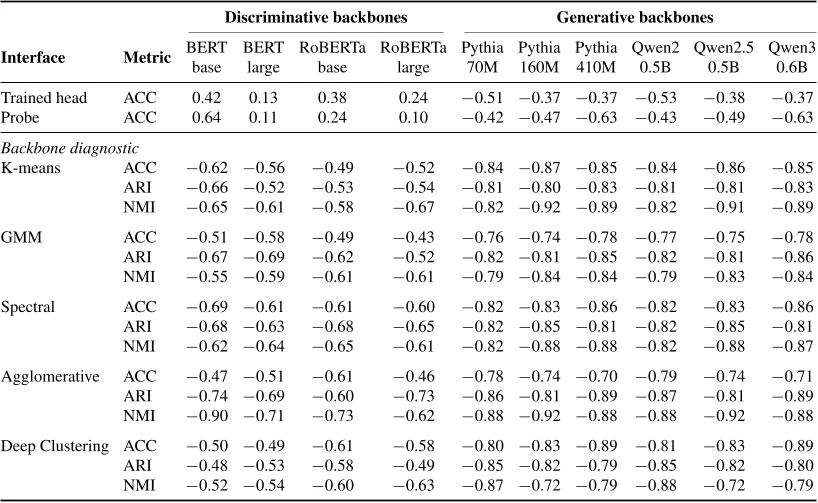 Discriminative backbones Generative backbones
Interface Metric BERT base BERT large RoBERTa base RoBERTa large Pythia 70M Pythia 160M Pythia 410M Qwen2 0.5B Qwen2.5 0.5B Qwen3 0.6B
Trained head ACC 0.42 0.13 0.38 0.24 −0.51 −0.37 −0.37 −0.53 −0.38 −0.37
Probe ACC 0.64 0.11 0.24 0.10 −0.42 −0.47 −0.63 −0.43 −0.49 −0.63
Backbone diagnostic
K-means ACC −0.62 −0.56 −0.49 −0.52 −0.84 −0.87 −0.85 −0.84 −0.86 −0.85
ARI −0.66 −0.52 −0.53 −0.54 −0.81 −0.80 −0.83 −0.81 −0.81 −0.83
NMI −0.65 −0.61 −0.58 −0.67 −0.82 −0.92 −0.89 −0.82 −0.91 −0.89
GMM ACC −0.51 −0.58 −0.49 −0.43 −0.76 −0.74 −0.78 −0.77 −0.75 −0.78
ARI −0.67 −0.69 −0.62 −0.52 −0.82 −0.81 −0.85 −0.82 −0.81 −0.86
NMI −0.55 −0.59 −0.61 −0.61 −0.79 −0.84 −0.84 −0.79 −0.83 −0.84
Spectral ACC −0.69 −0.61 −0.61 −0.60 −0.82 −0.83 −0.86 −0.82 −0.83 −0.86
ARI −0.68 −0.63 −0.68 −0.65 −0.82 −0.85 −0.81 −0.82 −0.85 −0.81
NMI −0.62 −0.64 −0.65 −0.61 −0.82 −0.88 −0.88 −0.82 −0.88 −0.87
Agglomerative ACC −0.47 −0.51 −0.61 −0.46 −0.78 −0.74 −0.70 −0.79 −0.74 −0.71
ARI −0.74 −0.69 −0.60 −0.73 −0.86 −0.81 −0.89 −0.87 −0.81 −0.89
NMI −0.90 −0.71 −0.73 −0.62 −0.88 −0.92 −0.88 −0.88 −0.92 −0.88
Deep Clustering ACC −0.50 −0.49 −0.61 −0.58 −0.80 −0.83 −0.89 −0.81 −0.83 −0.89
ARI −0.48 −0.53 −0.58 −0.49 −0.85 −0.82 −0.79 −0.85 −0.82 −0.80
NMI −0.52 −0.54 −0.60 −0.63 −0.87 −0.72 −0.79 −0.88 −0.72 −0.79